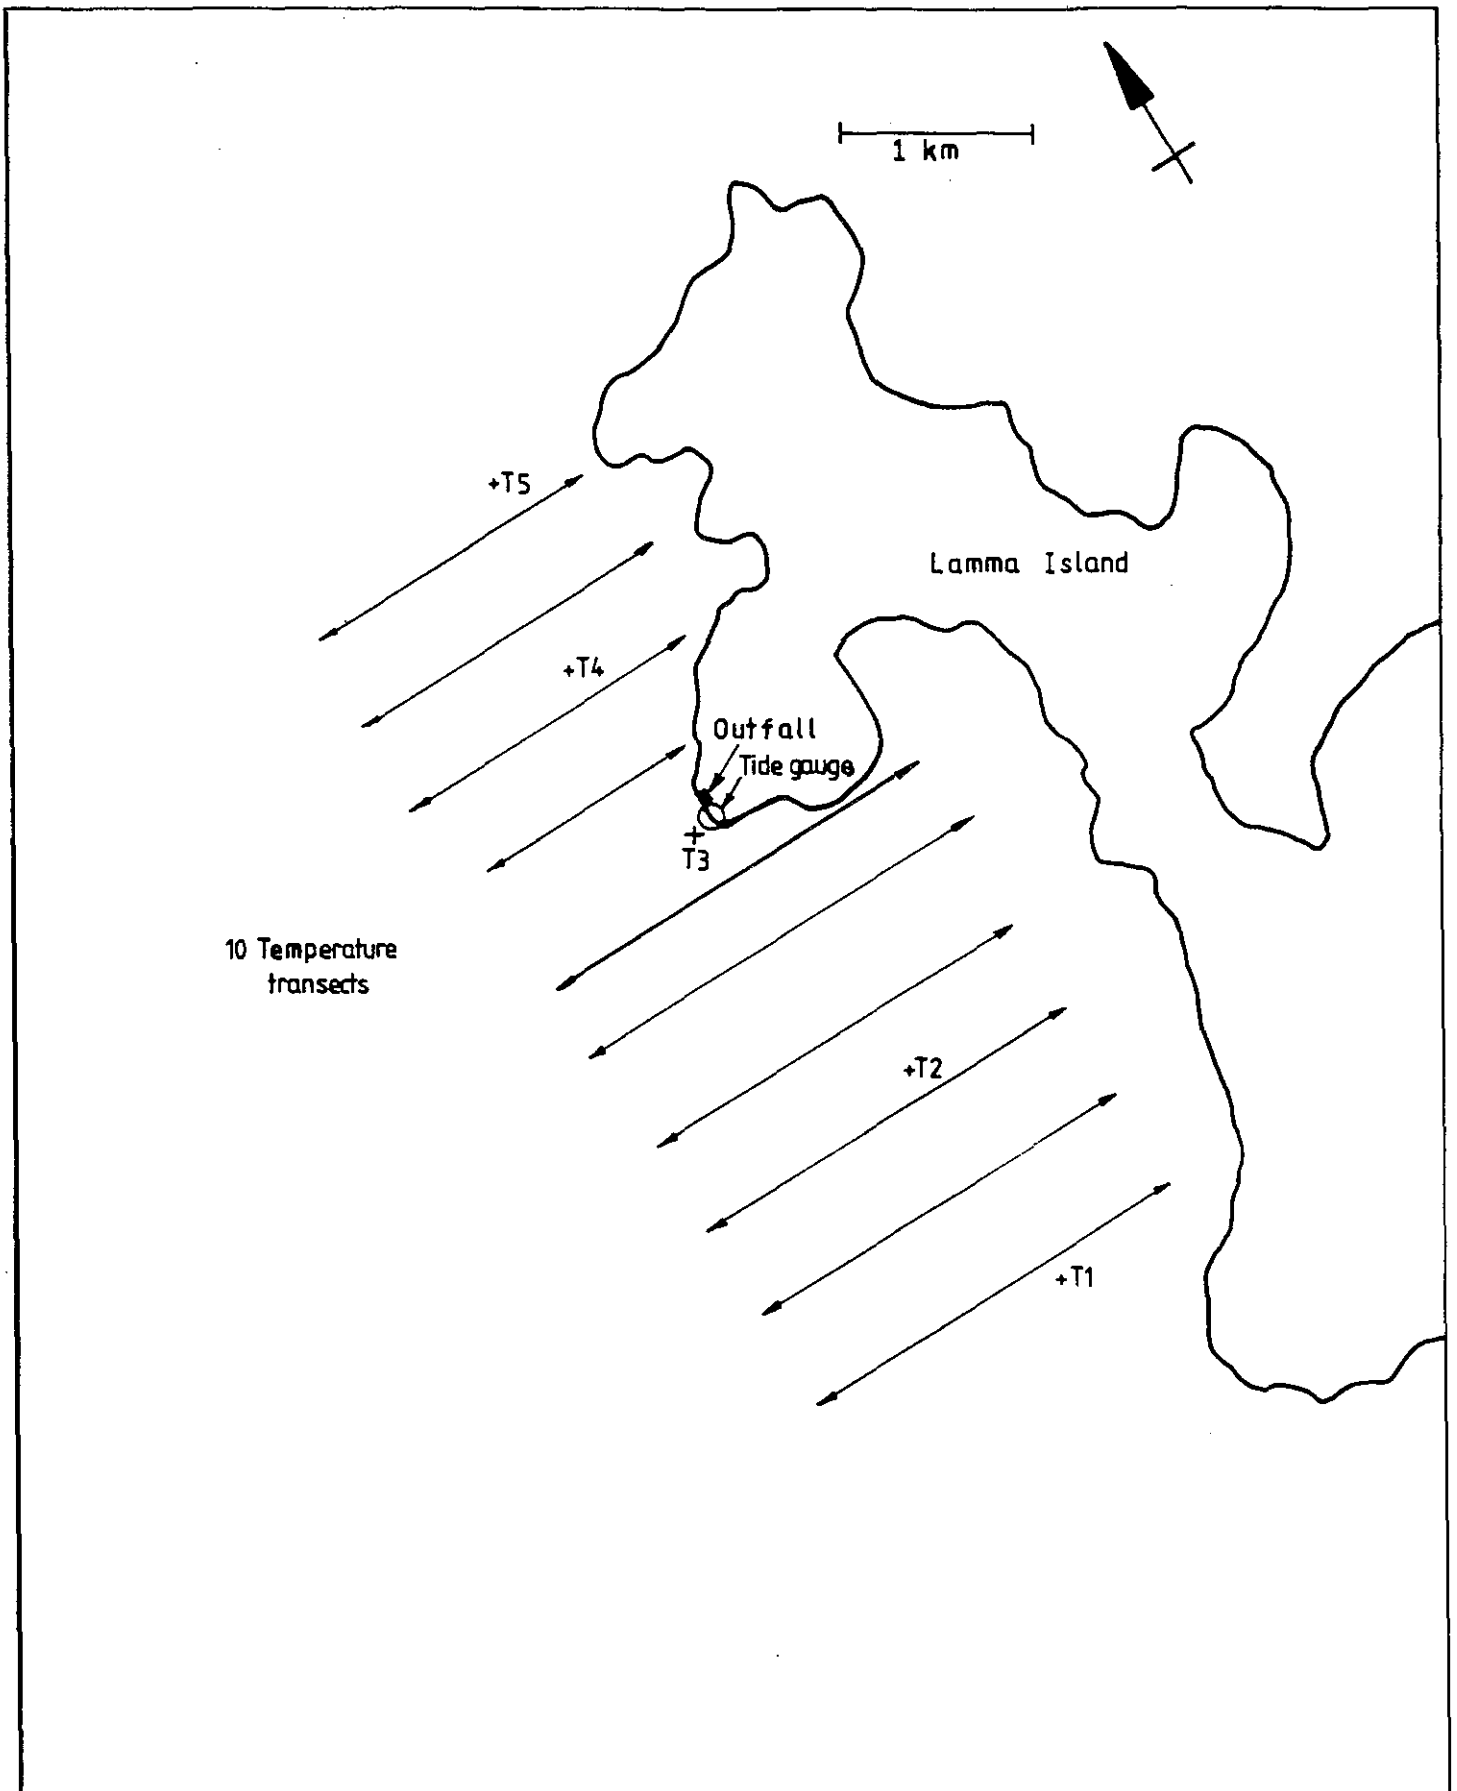 1 km
+T5
Lamma Island
+T4
Outfall
Tide gauge
+
T3
10 Temperature
transects
+T2
+T1